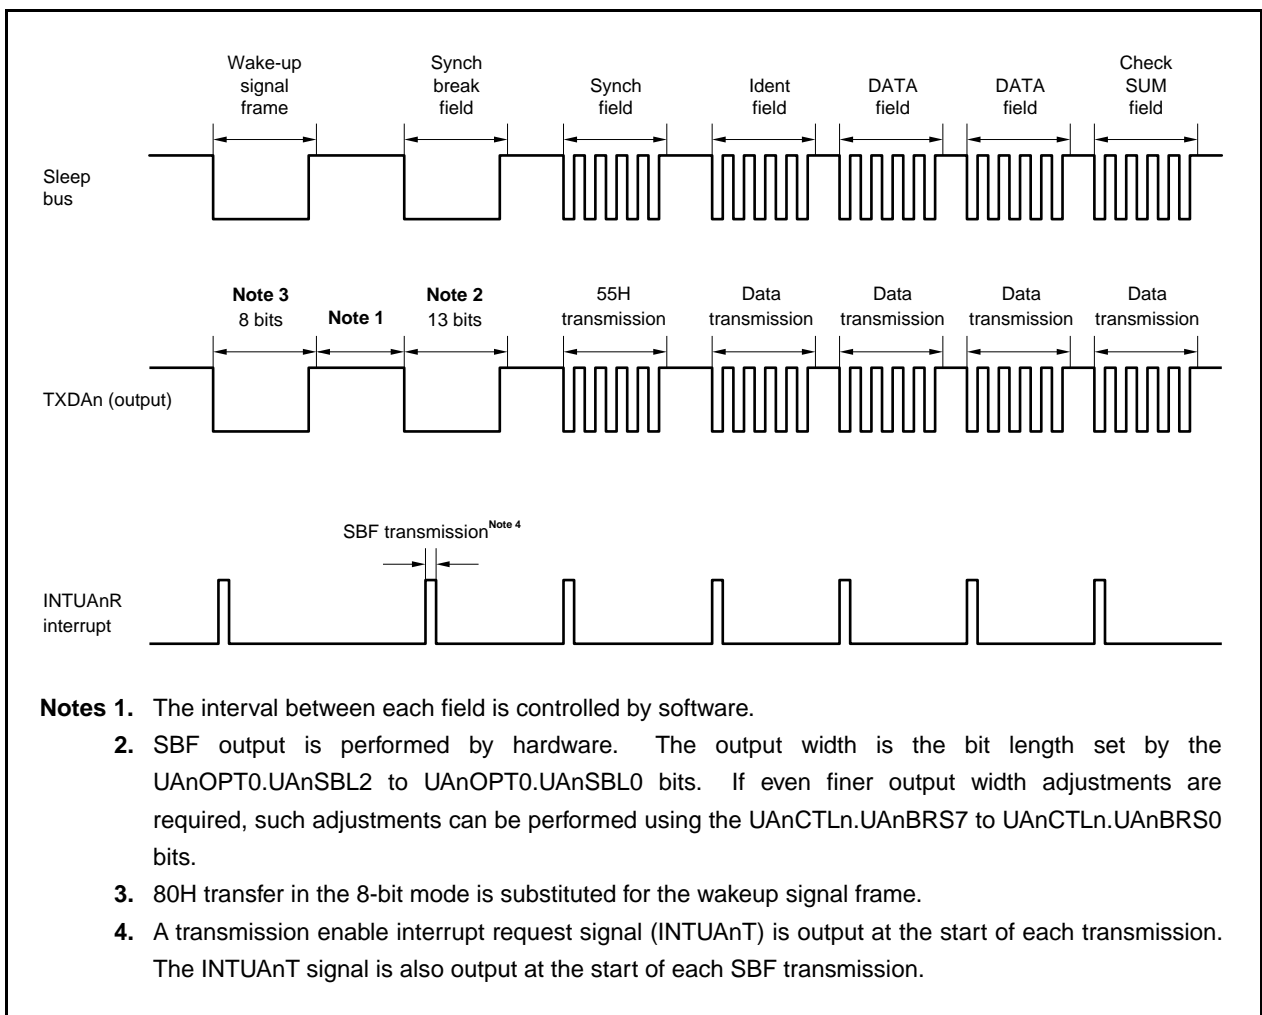 Wake-up
signal
frame
Synch
break
field
Synch
field
Ident
field
DATA
field
DATA
field
Check
SUM
field
Sleep
bus
Note 3
8 bits
Note 1
Note 2
13 bits
55H
transmission
Data
transmission
Data
transmission
Data
transmission
Data
transmission
TXDAn (output)
SBF transmission Note 4
INTUAnR
interrupt
Notes 1. The interval between each field is controlled by software.
2. SBF output is performed by hardware. The output width is the bit length set by the
UAnOPT0.UAnSBL2 to UAnOPT0.UAnSBL0 bits. If even finer output width adjustments are
required, such adjustments can be performed using the UAnCTLn.UAnBRS7 to UAnCTLn.UAnBRS0
bits.
3. 80H transfer in the 8-bit mode is substituted for the wakeup signal frame.
4. A transmission enable interrupt request signal (INTUAnT) is output at the start of each transmission.
The INTUAnT signal is also output at the start of each SBF transmission.